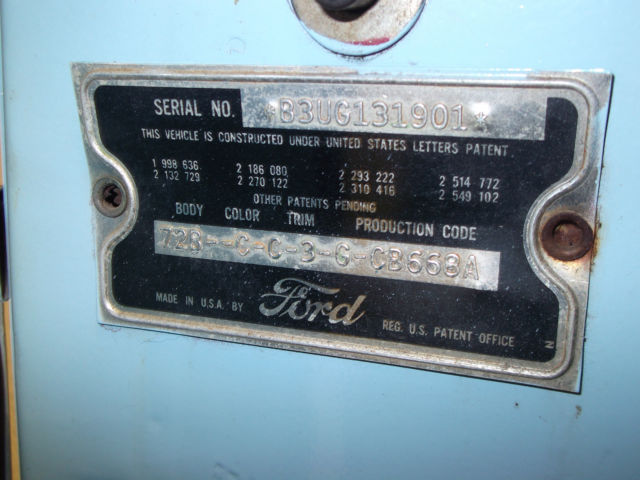 SERIAL NO. *B3UG131901*
THIS VEHICLE IS CONSTRUCTED UNDER UNITED STATES LETTERS PATENT
1 998 636 2 186 080 2 293 222 2 514 772
2 132 729 2 270 122 2 310 416 2 549 102
OTHER PATENTS PENDING
BODY COLOR TRIM PRODUCTION CODE
72B--C-C-3-G-CB668A
MADE IN U.S.A. BY Ford REG. U.S. PATENT OFFICE
N